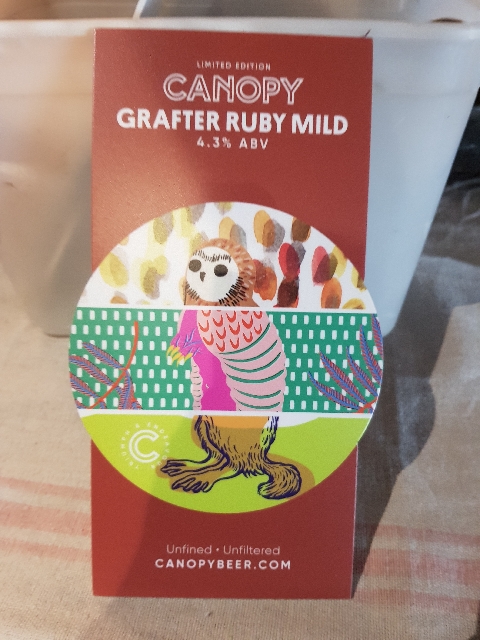 LIMITED EDITION
CANOPY
GRAFTER RUBY MILD
4.3% ABV
Unfined • Unfiltered
CANOPYBEER.COM